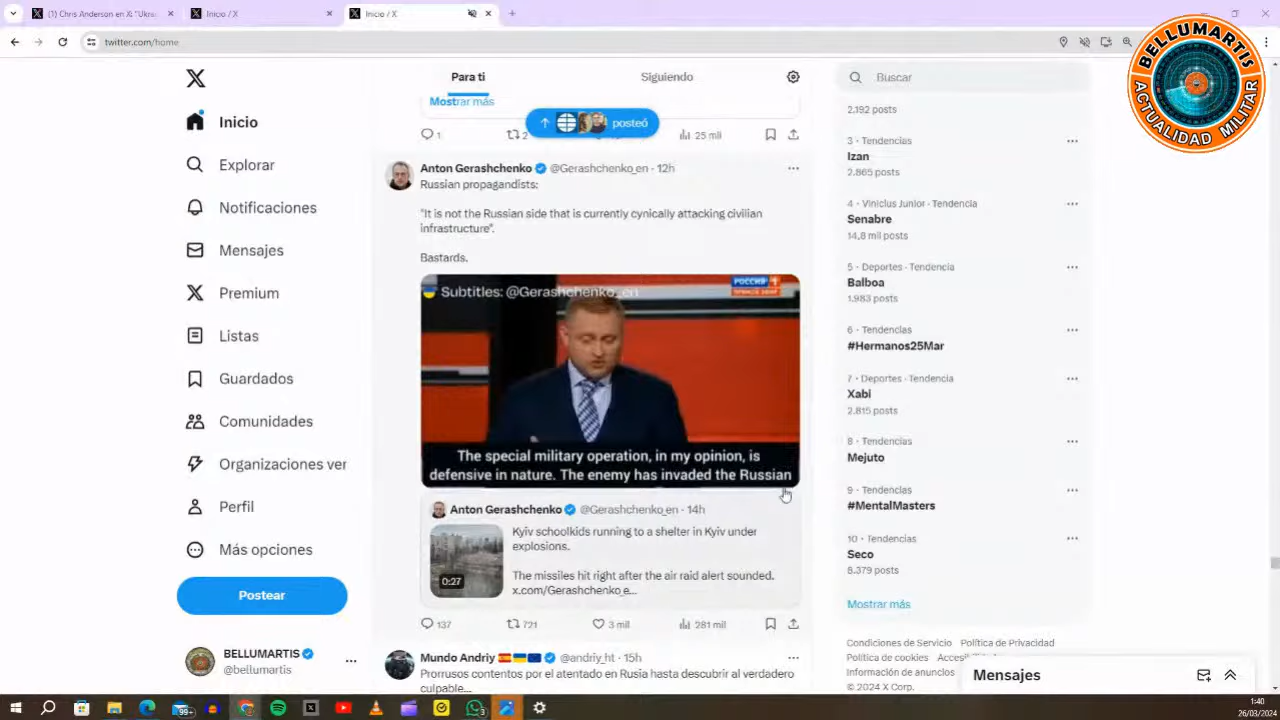 (1) Chris Anderson en X: "Ukra
Inicio / X
Inicio / X
twitter.com/home
BELLUMARTIS
ACTUALIDAD MILITAR
Inicio
Explorar
Notificaciones
Mensajes
Premium
Listas
Guardados
Comunidades
Organizaciones ver
Perfil
Más opciones
Postear
BELLUMARTIS
@bellumartis
Para ti
Siguiendo
Mostrar más
posteó
1
2
25 mil
Anton Gerashchenko @Gerashchenko_en · 12h
Russian propagandists:
"It is not the Russian side that is currently cynically attacking civilian
infrastructure".
Bastards.
Subtitles: @Gerashchenko_en
РОССИЯ 1
ПРЯМОЙ ЭФИР
The special military operation, in my opinion, is
defensive in nature. The enemy has invaded the Russian
Anton Gerashchenko @Gerashchenko_en · 14h
Kyiv schoolkids running to a shelter in Kyiv under
explosions.
The missiles hit right after the air raid alert sounded.
x.com/Gerashchenko_e...
0:27
137
721
3 mil
281 mil
Mundo Andriy @andriy_ht · 15h
Prorrusos contentos por el atentado en Rusia hasta descubrir al verdadero
culpable...
Buscar
2.192 posts
3 · Tendencias
Izan
2.865 posts
4 · Vinicius Junior · Tendencia
Senabre
14,8 mil posts
5 · Deportes · Tendencia
Balboa
1.983 posts
6 · Tendencias
#Hermanos25Mar
7 · Deportes · Tendencia
Xabi
2.815 posts
8 · Tendencias
Mejuto
9 · Tendencias
#MentalMasters
10 · Tendencias
Seco
8.379 posts
Mostrar más
Condiciones de Servicio Política de Privacidad
Política de cookies
Información de anuncios
© 2024 X Corp.
Mensajes
99+
3
1:40
26/03/2024